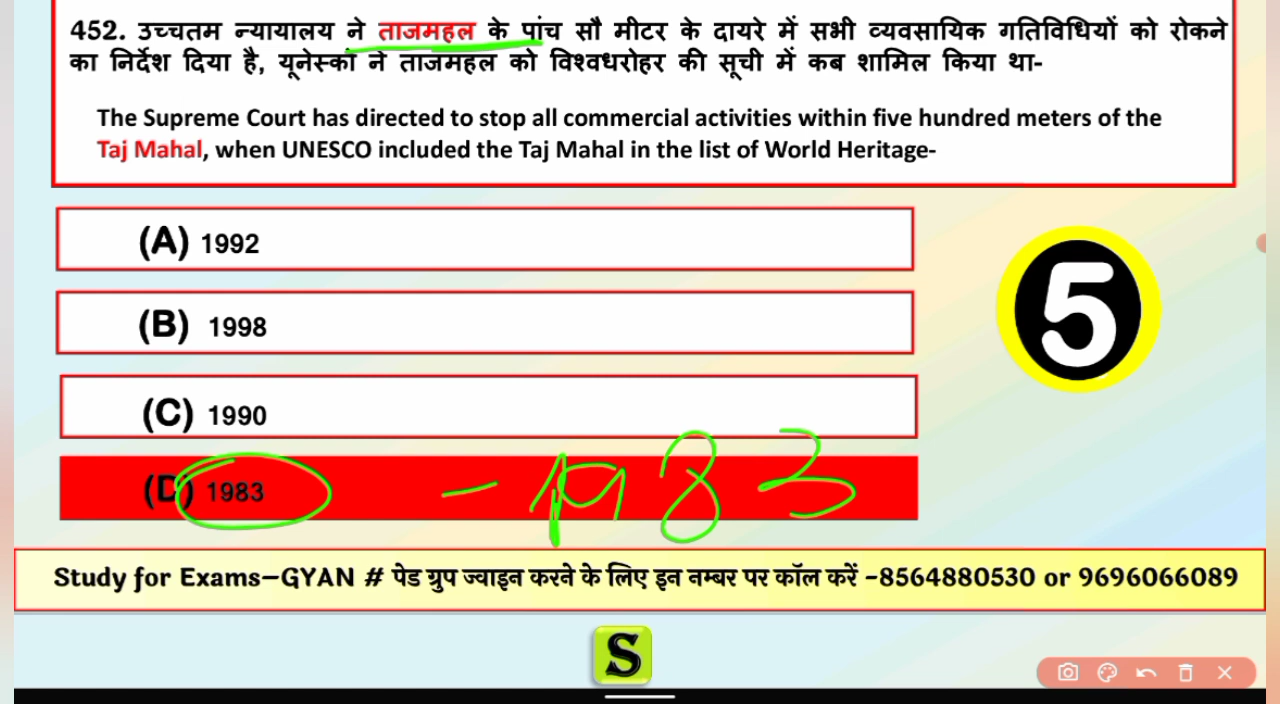 452. उच्चतम न्यायालय ने ताजमहल के पांच सौ मीटर के दायरे में सभी व्यवसायिक गतिविधियों को रोकने
का निर्देश दिया है, यूनेस्को ने ताजमहल को विश्वधरोहर की सूची में कब शामिल किया था-
The Supreme Court has directed to stop all commercial activities within five hundred meters of the
Taj Mahal, when UNESCO included the Taj Mahal in the list of World Heritage-
(A) 1992
(B) 1998
5
(C) 1990
(D) 1983 - 1983
Study for Exams–GYAN # पेड ग्रुप ज्वाइन करने के लिए इन नम्बर पर कॉल करें -8564880530 or 9696066089
S